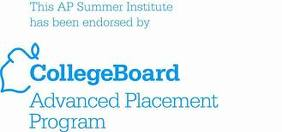 This AP Summer Institute
has been endorsed by
CollegeBoard
Advanced Placement
Program